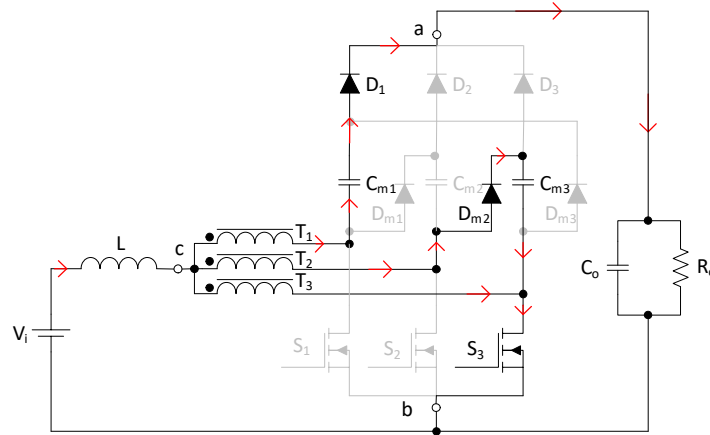 a
D₁
D₂
D₃
Cₘ₁
Cₘ₂
Cₘ₃
Dₘ₁
Dₘ₂
Dₘ₃
L
c
T₁
T₂
T₃
Vᵢ
Cₒ
S₁
S₂
S₃
b